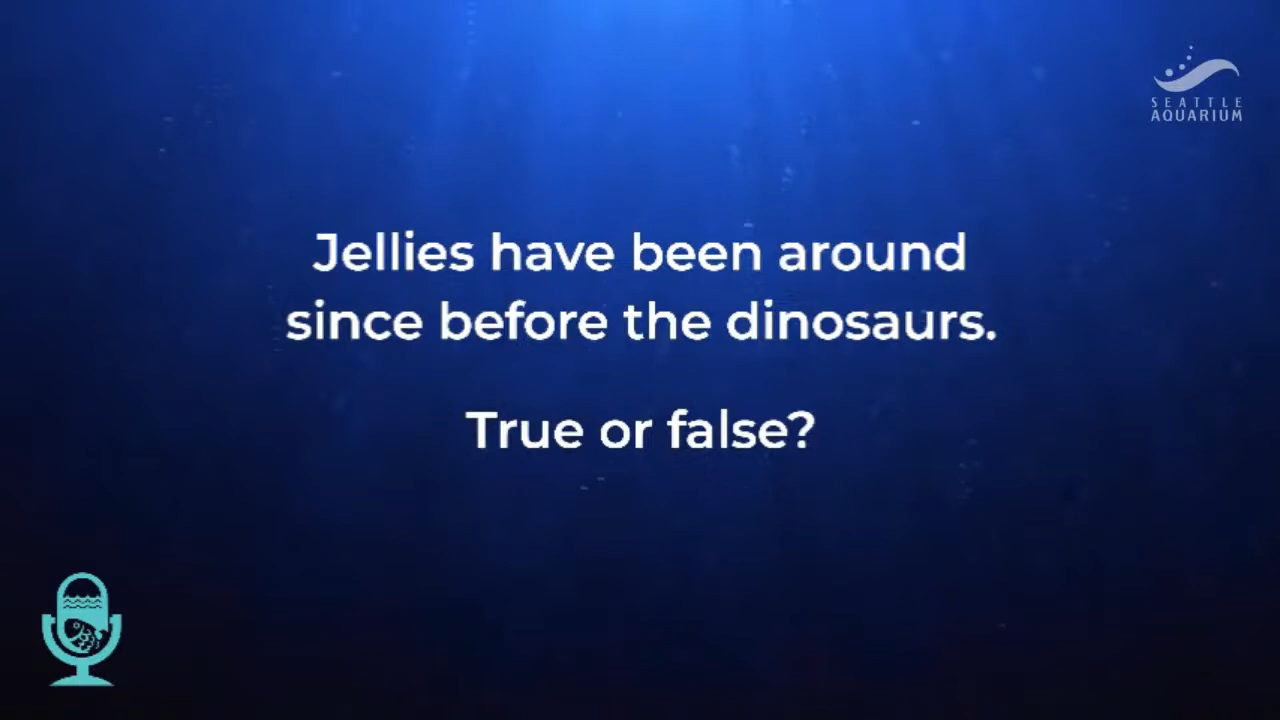 SEATTLE
AQUARIUM
Jellies have been around
since before the dinosaurs.
True or false?